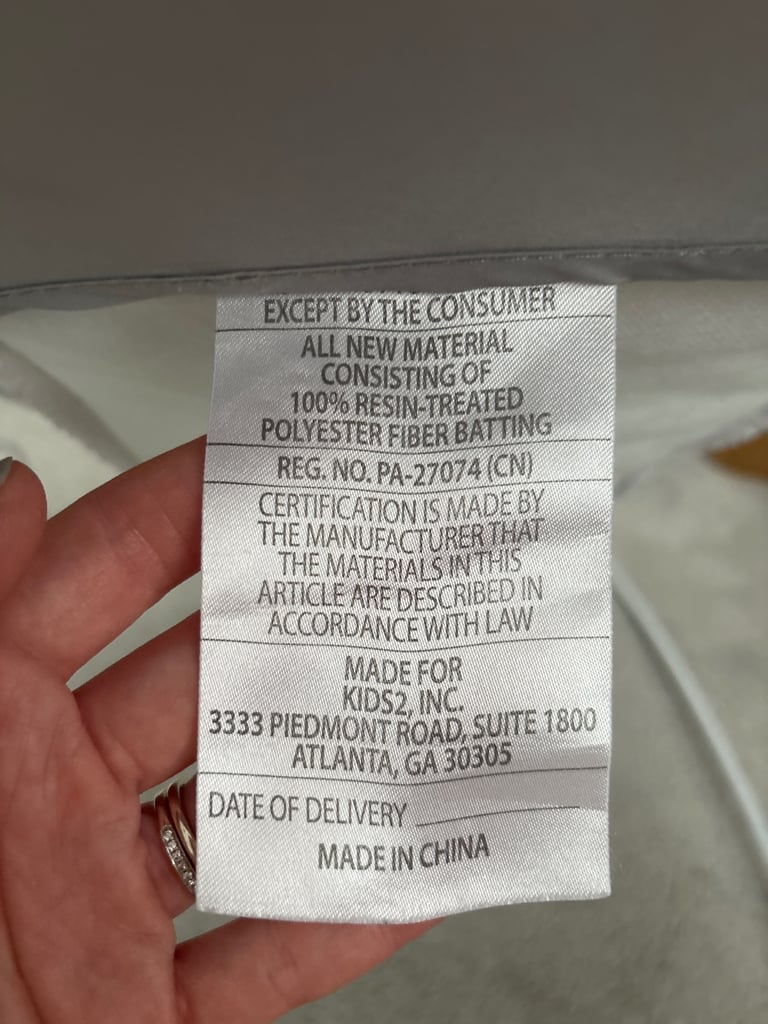 EXCEPT BY THE CONSUMER
ALL NEW MATERIAL
CONSISTING OF
100% RESIN-TREATED
POLYESTER FIBER BATTING
REG. NO. PA-27074 (CN)
CERTIFICATION IS MADE BY
THE MANUFACTURER THAT
THE MATERIALS IN THIS
ARTICLE ARE DESCRIBED IN
ACCORDANCE WITH LAW
MADE FOR
KIDS2, INC.
3333 PIEDMONT ROAD, SUITE 1800
ATLANTA, GA 30305
DATE OF DELIVERY
MADE IN CHINA